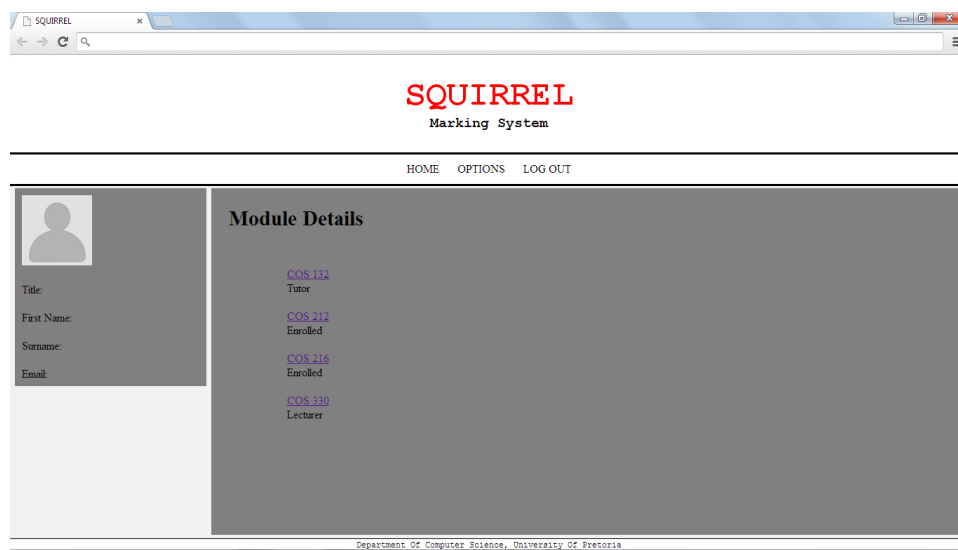 SQUIRREL
SQUIRREL
Marking System
HOME OPTIONS LOG OUT
Title:
First Name:
Surname:
Email:
Module Details
COS 132
Tutor
COS 212
Enrolled
COS 216
Enrolled
COS 330
Lecturer
Department Of Computer Science, University Of Pretoria